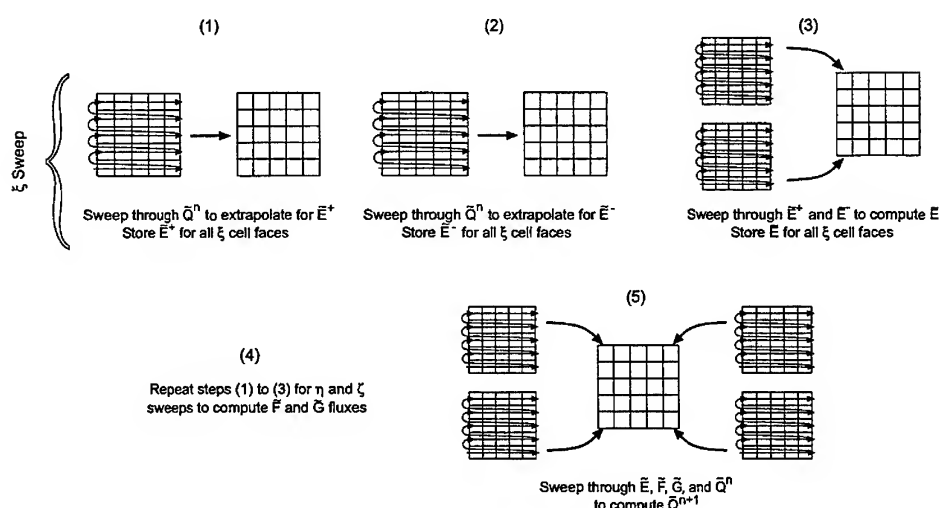 (1)
(2)
(3)
ξ Sweep
Sweep through Q̃ⁿ to extrapolate for Ẽ⁺
Store Ẽ⁺ for all ξ cell faces
Sweep through Q̃ⁿ to extrapolate for Ẽ⁻
Store Ẽ⁻ for all ξ cell faces
Sweep through Ẽ⁺ and Ẽ⁻ to compute Ẽ
Store Ẽ for all ξ cell faces
(4)
Repeat steps (1) to (3) for η and ζ
sweeps to compute F̃ and G̃ fluxes
(5)
Sweep through Ẽ, F̃, G̃, and Q̃ⁿ
to compute Q̃ⁿ⁺¹